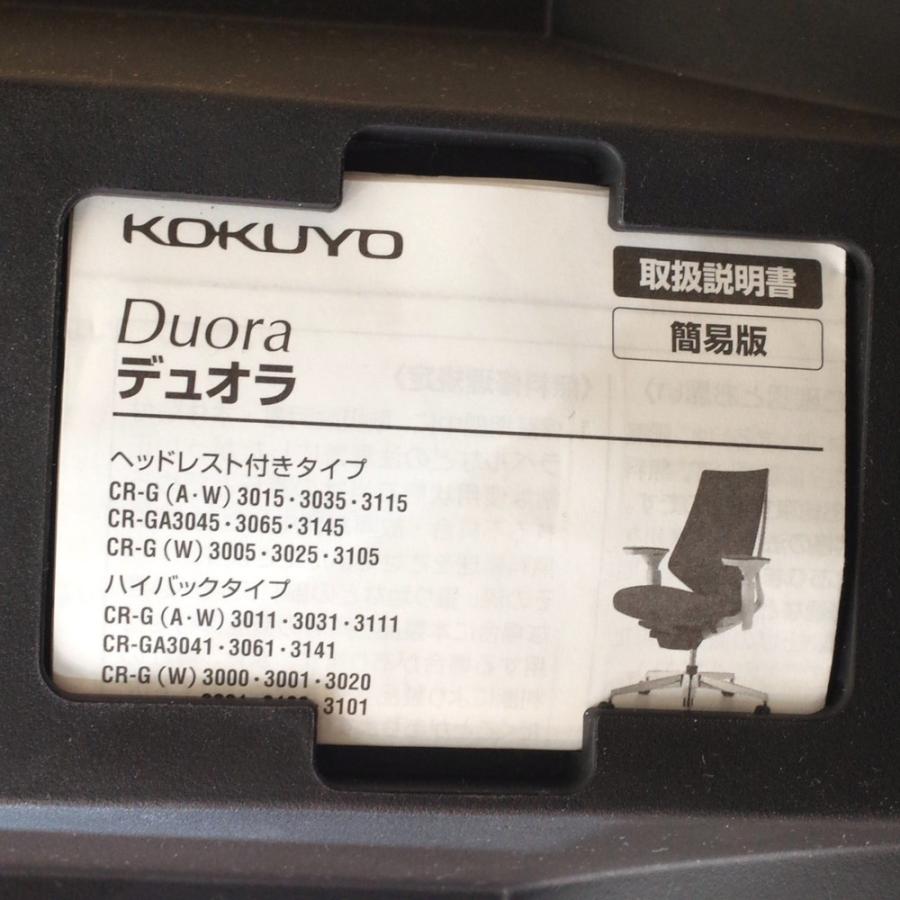 KOKUYO
取扱説明書
簡易版
Duora
デュオラ
ヘッドレスト付きタイプ
CR-G (A・W) 3015・3035・3115
CR-GA3045・3065・3145
CR-G (W) 3005・3025・3105
ハイバックタイプ
CR-G (A・W) 3011・3031・3111
CR-GA3041・3061・3141
CR-G (W) 3000・3001・3020
3101